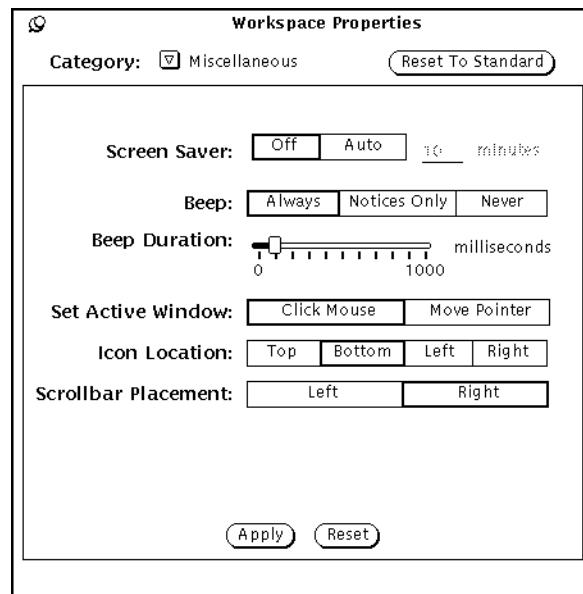 Workspace Properties
Category: Miscellaneous Reset To Standard
Screen Saver: Off Auto 10 minutes
Beep: Always Notices Only Never
Beep Duration: milliseconds
0 1000
Set Active Window: Click Mouse Move Pointer
Icon Location: Top Bottom Left Right
Scrollbar Placement: Left Right
Apply Reset